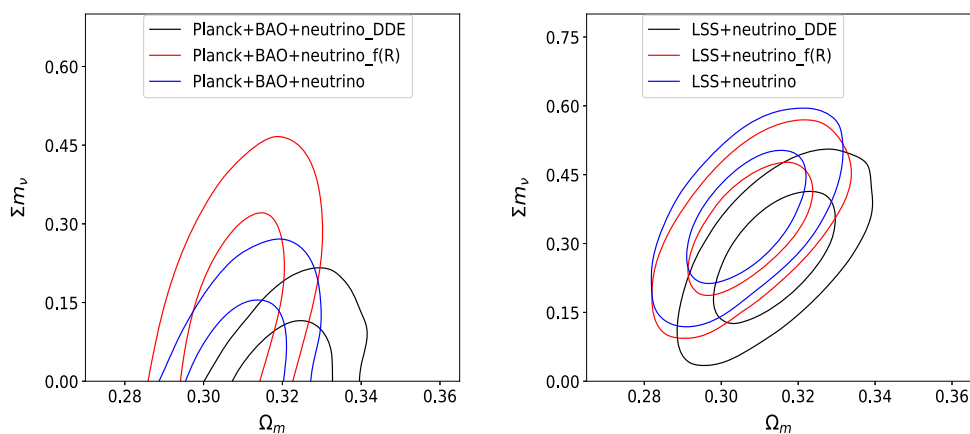 Planck+BAO+neutrino_DDE
Planck+BAO+neutrino_f(R)
Planck+BAO+neutrino
0.60
0.45
0.30
0.15
0.00
Σmν
0.28 0.30 0.32 0.34 0.36
Ωm
LSS+neutrino_DDE
LSS+neutrino_f(R)
LSS+neutrino
0.75
0.60
0.45
0.30
0.15
0.00
Σmν
0.28 0.30 0.32 0.34 0.36
Ωm